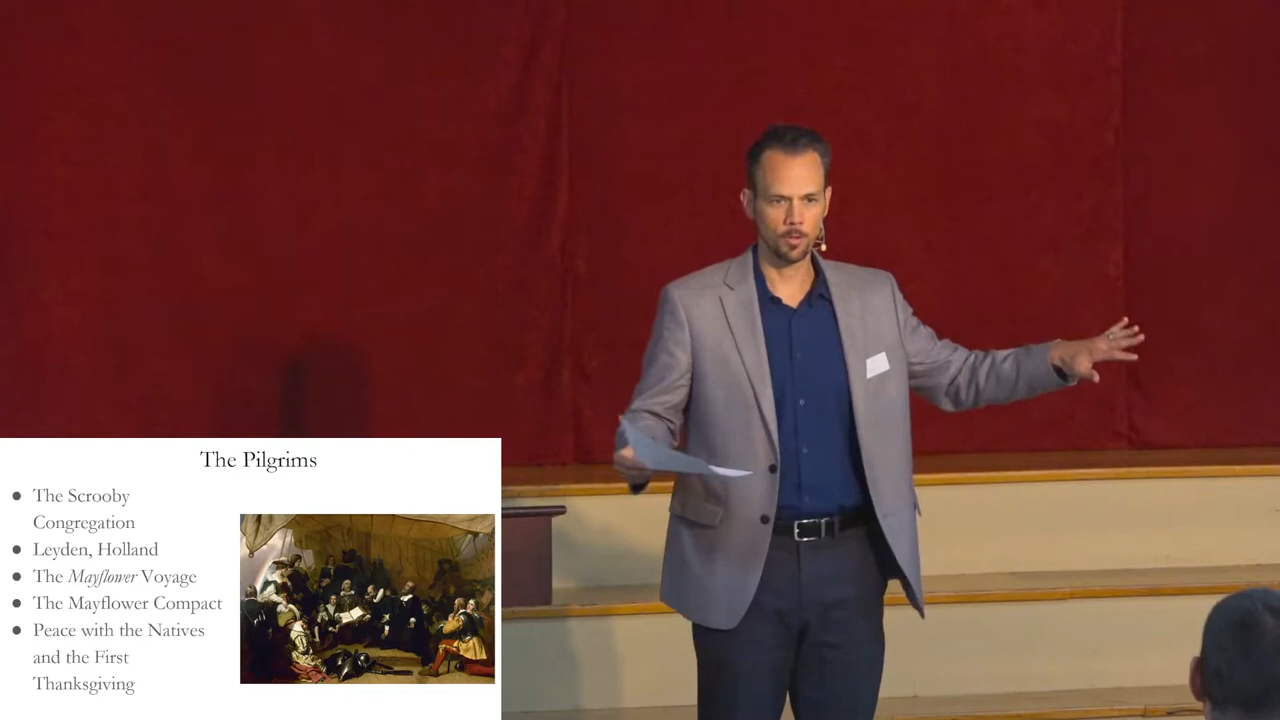 The Pilgrims
The Scrooby
Congregation
Leyden, Holland
The Mayflower Voyage
The Mayflower Compact
Peace with the Natives
and the First
Thanksgiving